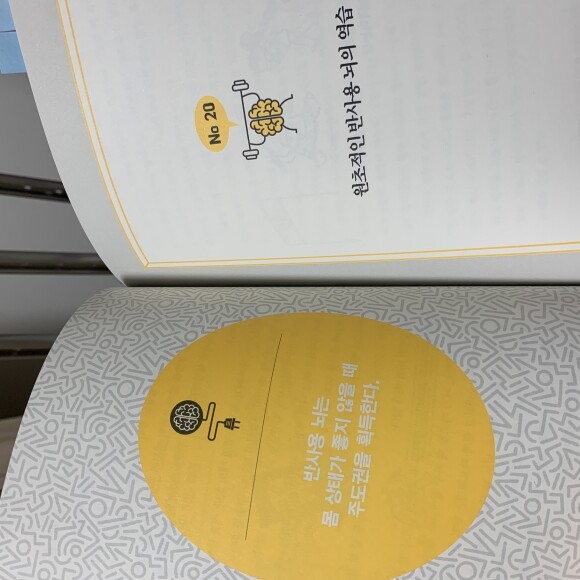 No 20
원초적인 반사용 뇌의 역습
반사용 뇌는
몸 상태가 좋지 않을 때
주도권을 획득한다.